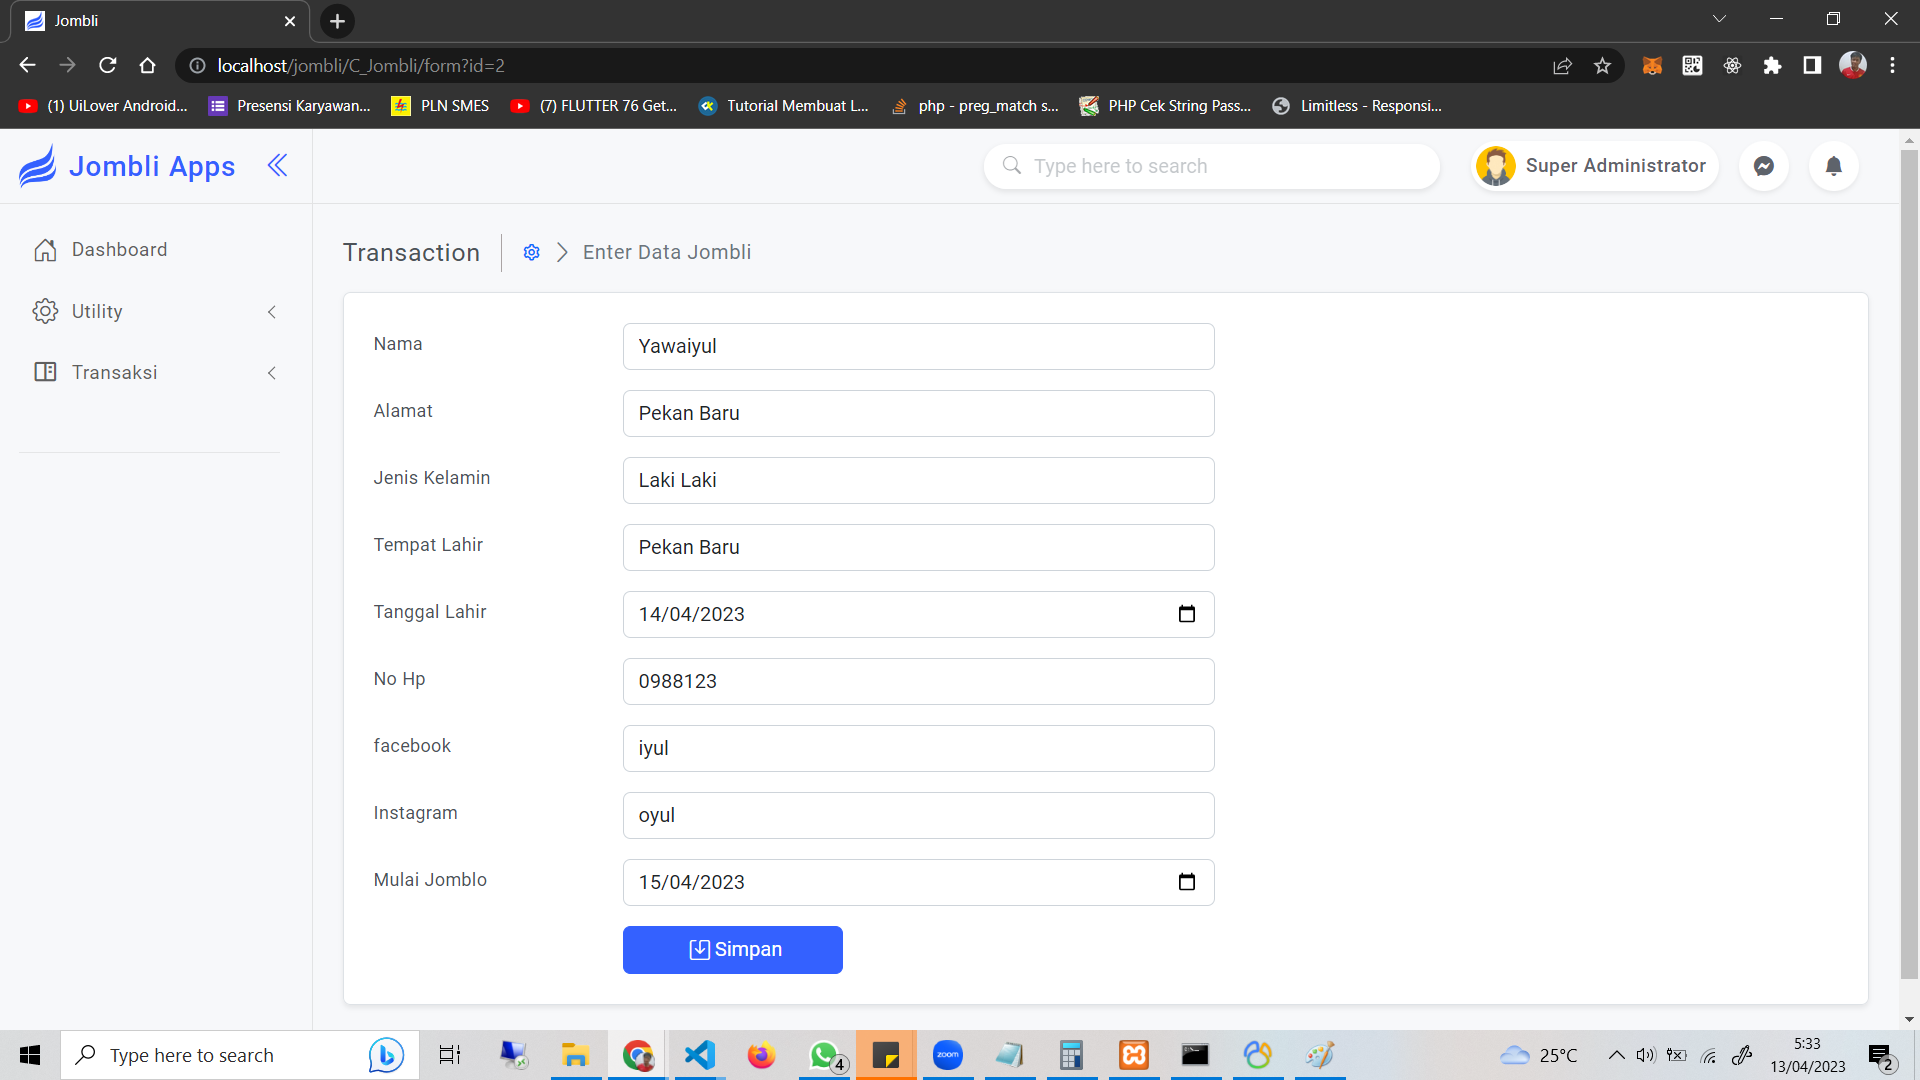 Jombli
localhost/jombli/C_Jombli/form?id=2
(1) UiLover Android...
Presensi Karyawan...
PLN SMES
(7) FLUTTER 76 Get...
Tutorial Membuat L...
php - preg_match s...
PHP Cek String Pass...
Limitless - Responsi...
Jombli Apps
Type here to search
Super Administrator
Dashboard
Utility
Transaksi
Transaction
Enter Data Jombli
Nama
Yawaiyul
Alamat
Pekan Baru
Jenis Kelamin
Laki Laki
Tempat Lahir
Pekan Baru
Tanggal Lahir
14/04/2023
No Hp
0988123
facebook
iyul
Instagram
oyul
Mulai Jomblo
15/04/2023
Simpan
Type here to search
4
zoom
25°C
5:33
13/04/2023
2